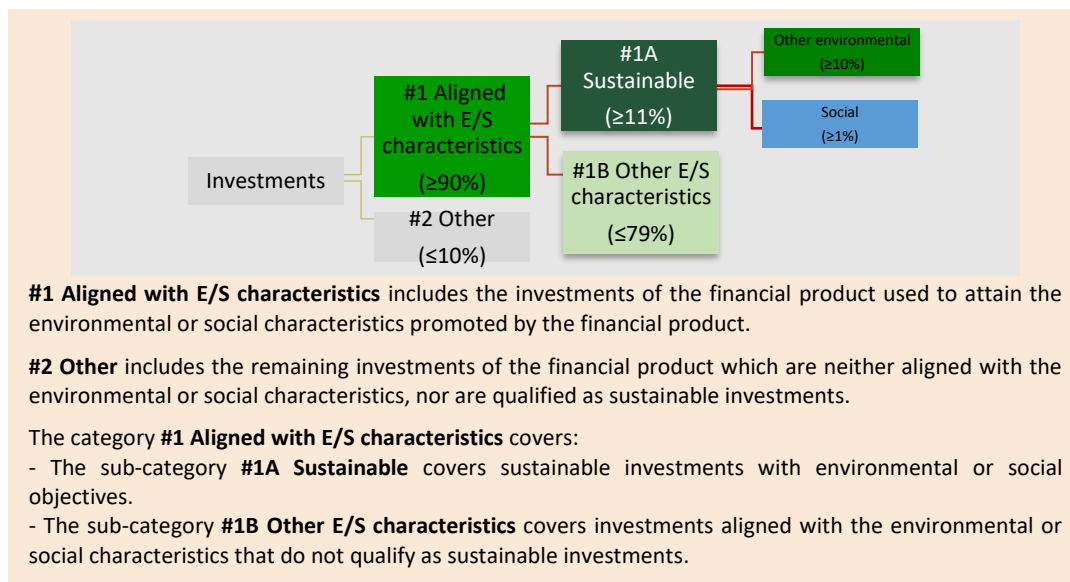 Investments
#1 Aligned
with E/S
characteristics
(≥90%)
#2 Other
(≤10%)
#1A
Sustainable
(≥11%)
#1B Other E/S
characteristics
(≤79%)
Other environmental
(≥10%)
Social
(≥1%)
#1 Aligned with E/S characteristics includes the investments of the financial product used to attain the
environmental or social characteristics promoted by the financial product.
#2 Other includes the remaining investments of the financial product which are neither aligned with the
environmental or social characteristics, nor are qualified as sustainable investments.
The category #1 Aligned with E/S characteristics covers:
- The sub-category #1A Sustainable covers sustainable investments with environmental or social
objectives.
- The sub-category #1B Other E/S characteristics covers investments aligned with the environmental or
social characteristics that do not qualify as sustainable investments.